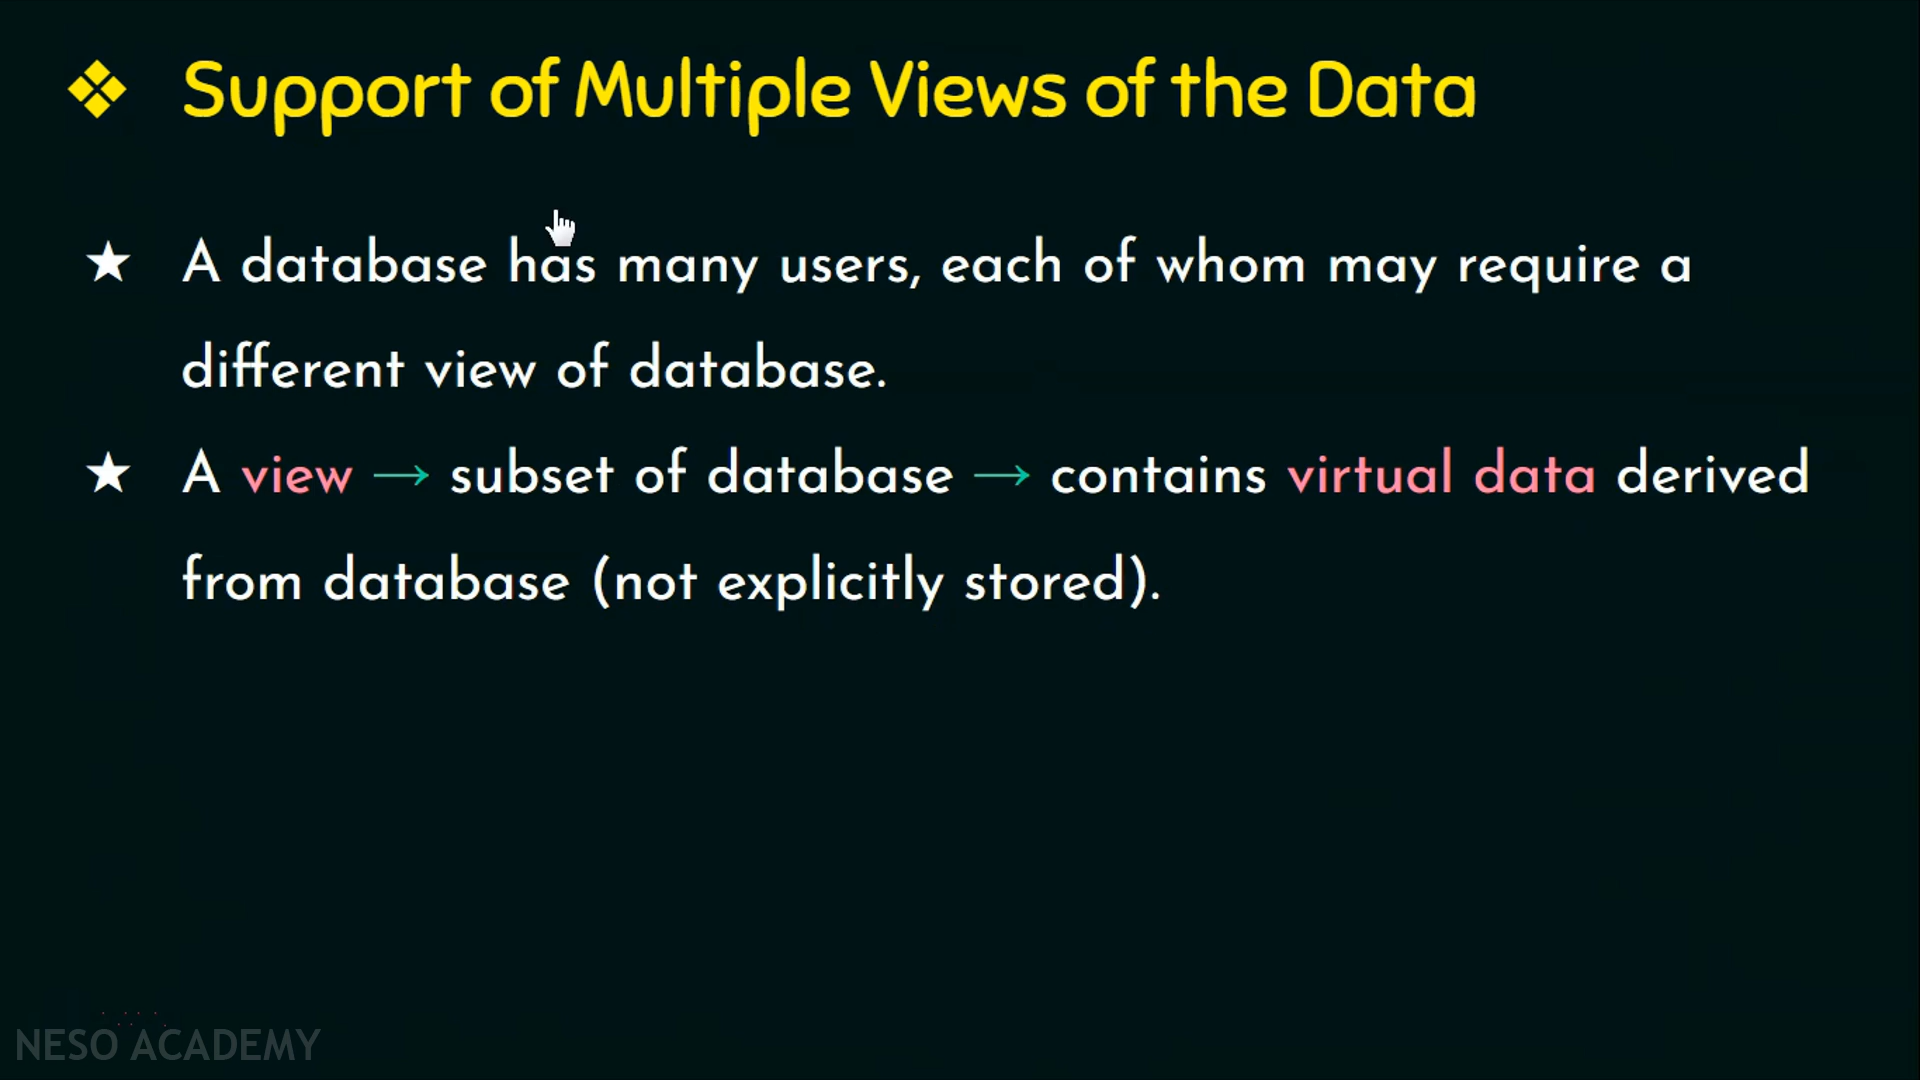 ❖ Support of Multiple Views of the Data
★ A database has many users, each of whom may require a
different view of database.
★ A view → subset of database → contains virtual data derived
from database (not explicitly stored).
NESO ACADEMY